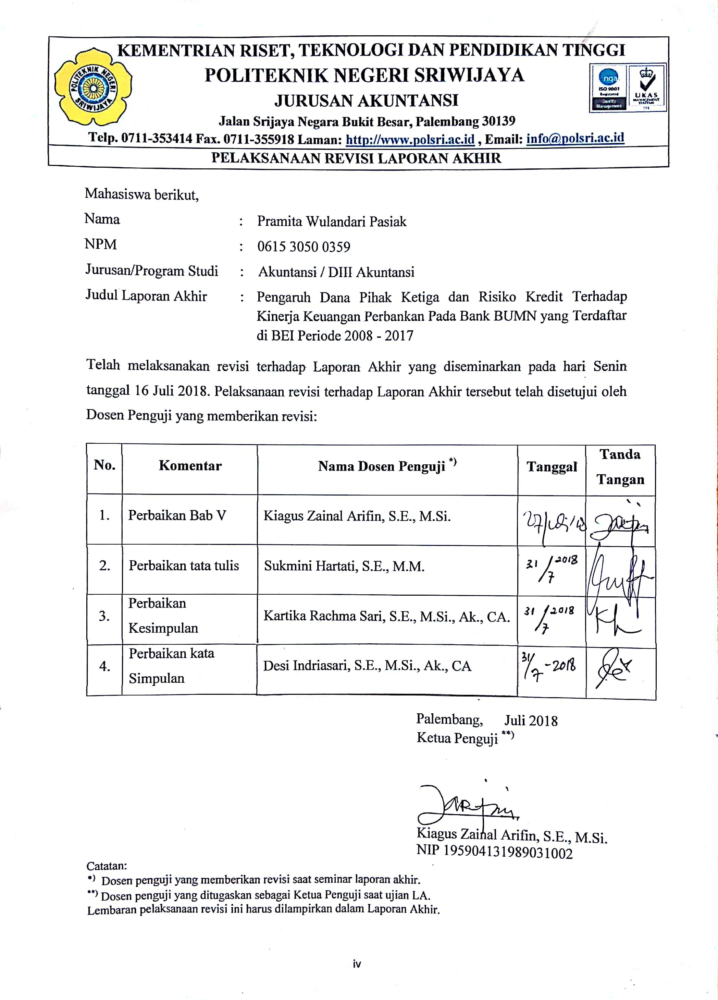 KEMENTRIAN RISET, TEKNOLOGI DAN PENDIDIKAN TINGGI
POLITEKNIK NEGERI SRIWIJAYA
JURUSAN AKUNTANSI
Jalan Srijaya Negara Bukit Besar, Palembang 30139
Telp. 0711-353414 Fax. 0711-355918 Laman: http://www.polsri.ac.id , Email: info@polsri.ac.id
PELAKSANAAN REVISI LAPORAN AKHIR
POLITEKNIK NEGERI
SRIWIJAYA
nqa.
ISO 9001
Registered
Quality
Management
UKAS
MANAGEMENT
SYSTEMS
015
Mahasiswa berikut,
Nama : Pramita Wulandari Pasiak
NPM : 0615 3050 0359
Jurusan/Program Studi : Akuntansi / DIII Akuntansi
Judul Laporan Akhir : Pengaruh Dana Pihak Ketiga dan Risiko Kredit Terhadap
Kinerja Keuangan Perbankan Pada Bank BUMN yang Terdaftar
di BEI Periode 2008 - 2017
Telah melaksanakan revisi terhadap Laporan Akhir yang diseminarkan pada hari Senin
tanggal 16 Juli 2018. Pelaksanaan revisi terhadap Laporan Akhir tersebut telah disetujui oleh
Dosen Penguji yang memberikan revisi:
No. Komentar Nama Dosen Penguji *) Tanggal Tanda Tangan
1. Perbaikan Bab V Kiagus Zainal Arifin, S.E., M.Si. 27/Juli/18
2. Perbaikan tata tulis Sukmini Hartati, S.E., M.M. 31/7 2018
3. Perbaikan Kesimpulan Kartika Rachma Sari, S.E., M.Si., Ak., CA. 31/7 2018
4. Perbaikan kata Simpulan Desi Indriasari, S.E., M.Si., Ak., CA 31/7-2018
Palembang, Juli 2018
Ketua Penguji **)
Kiagus Zainal Arifin, S.E., M.Si.
NIP 195904131989031002
Catatan:
*) Dosen penguji yang memberikan revisi saat seminar laporan akhir.
**) Dosen penguji yang ditugaskan sebagai Ketua Penguji saat ujian LA.
Lembaran pelaksanaan revisi ini harus dilampirkan dalam Laporan Akhir.
iv